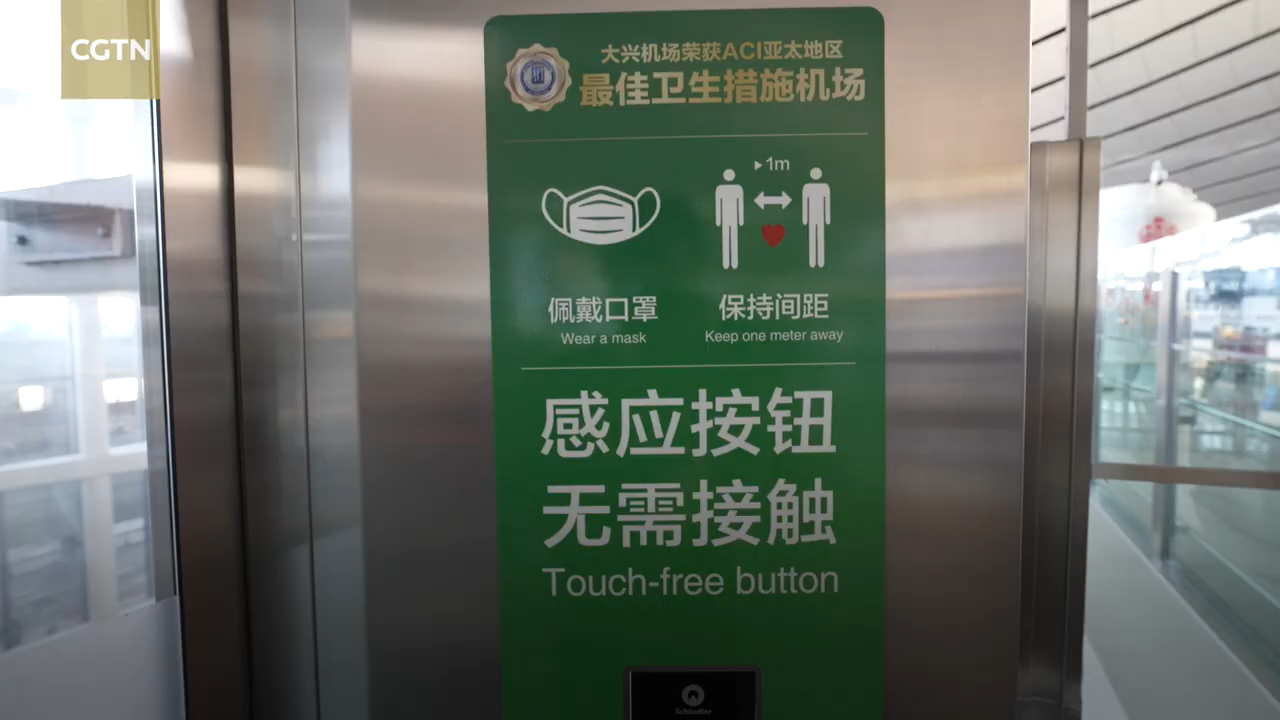 CGTN
大兴机场荣获ACI亚太地区
最佳卫生措施机场
1m
佩戴口罩
Wear a mask
保持间距
Keep one meter away
感应按钮
无需接触
Touch-free button
Schindler